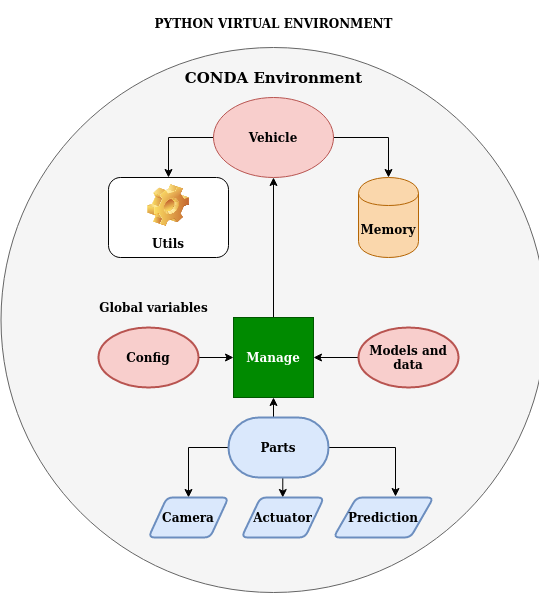 PYTHON VIRTUAL ENVIRONMENT
CONDA Environment
Vehicle
Utils
Memory
Global variables
Config
Manage
Models and
data
Parts
Camera
Actuator
Prediction